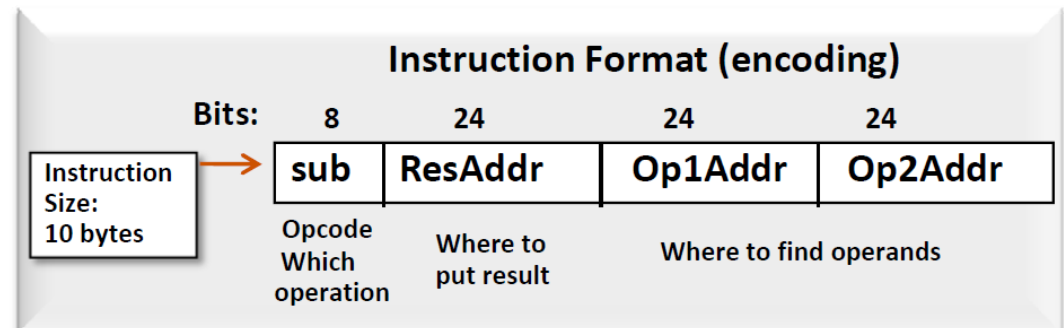 Instruction Format (encoding)
Bits: 8 24 24 24
Instruction
Size:
10 bytes
sub ResAddr Op1Addr Op2Addr
Opcode
Which
operation
Where to
put result
Where to find operands